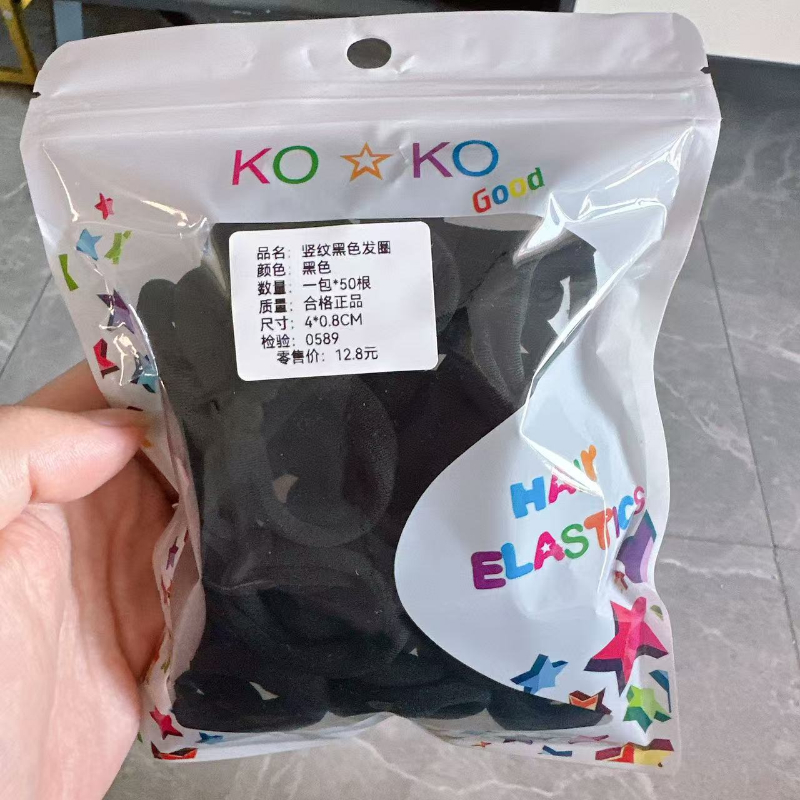 KO ☆ KO
Good
品名：竖纹黑色发圈
颜色：黑色
数量：一包*50根
质量：合格正品
尺寸：4*0.8CM
检验：0589
零售价：12.8元
HAIR
ELASTICS